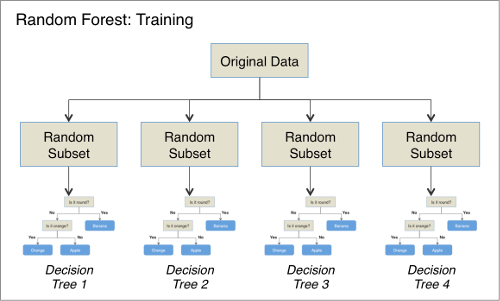 Random Forest: Training
Original Data
Random
Subset
Random
Subset
Random
Subset
Random
Subset
Is it round?
No
Yes
Is it orange?
Banana
Yes
No
Orange
Apple
Is it round?
No
Yes
Is it orange?
Banana
Yes
No
Orange
Apple
Is it round?
No
Yes
Is it orange?
Banana
Yes
No
Orange
Apple
Is it round?
No
Yes
Is it orange?
Banana
Yes
No
Orange
Apple
Decision
Tree 1
Decision
Tree 2
Decision
Tree 3
Decision
Tree 4